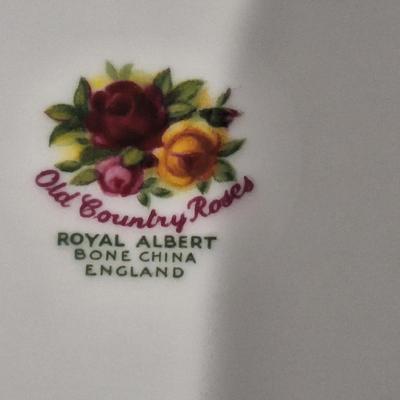 Old Country Roses
ROYAL ALBERT
BONE CHINA
ENGLAND